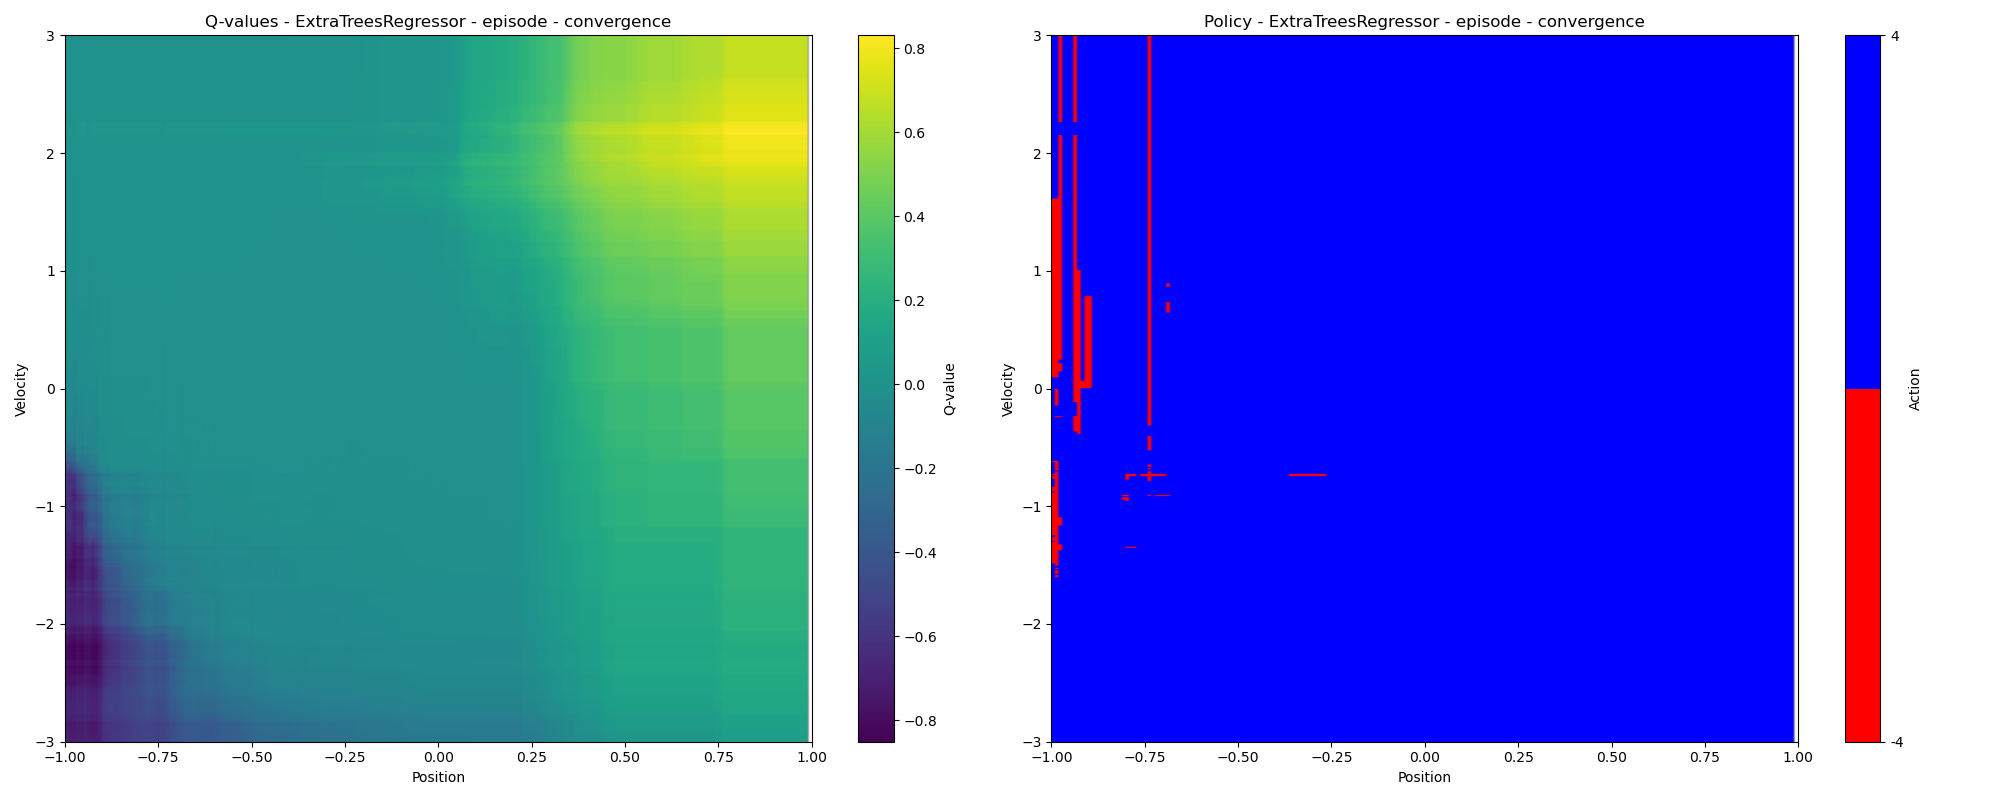 Q-values - ExtraTreesRegressor - episode - convergence
3
2
1
0
−1
−2
−3
Velocity
−1.00 −0.75 −0.50 −0.25 0.00 0.25 0.50 0.75 1.00
Position
0.8
0.6
0.4
0.2
0.0
−0.2
−0.4
−0.6
−0.8
Q-value
Policy - ExtraTreesRegressor - episode - convergence
3
2
1
0
−1
−2
−3
Velocity
−1.00 −0.75 −0.50 −0.25 0.00 0.25 0.50 0.75 1.00
Position
4
-4
Action